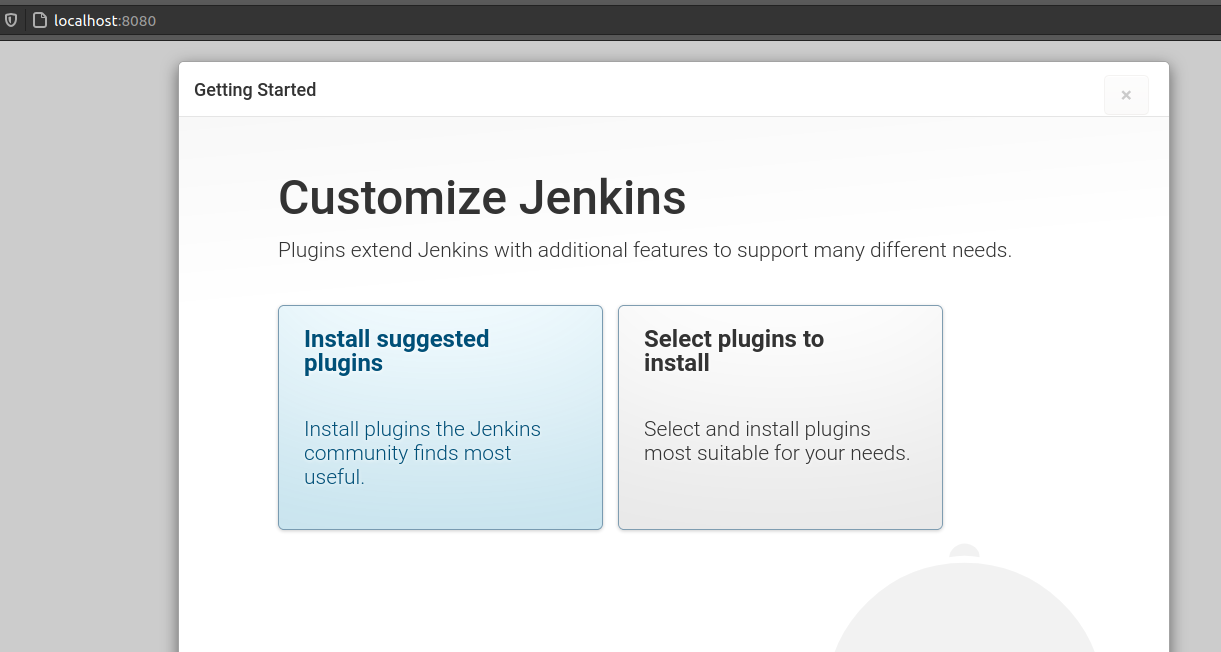 localhost:8080
Getting Started
×
Customize Jenkins
Plugins extend Jenkins with additional features to support many different needs.
Install suggested
plugins
Install plugins the Jenkins
community finds most
useful.
Select plugins to
install
Select and install plugins
most suitable for your needs.